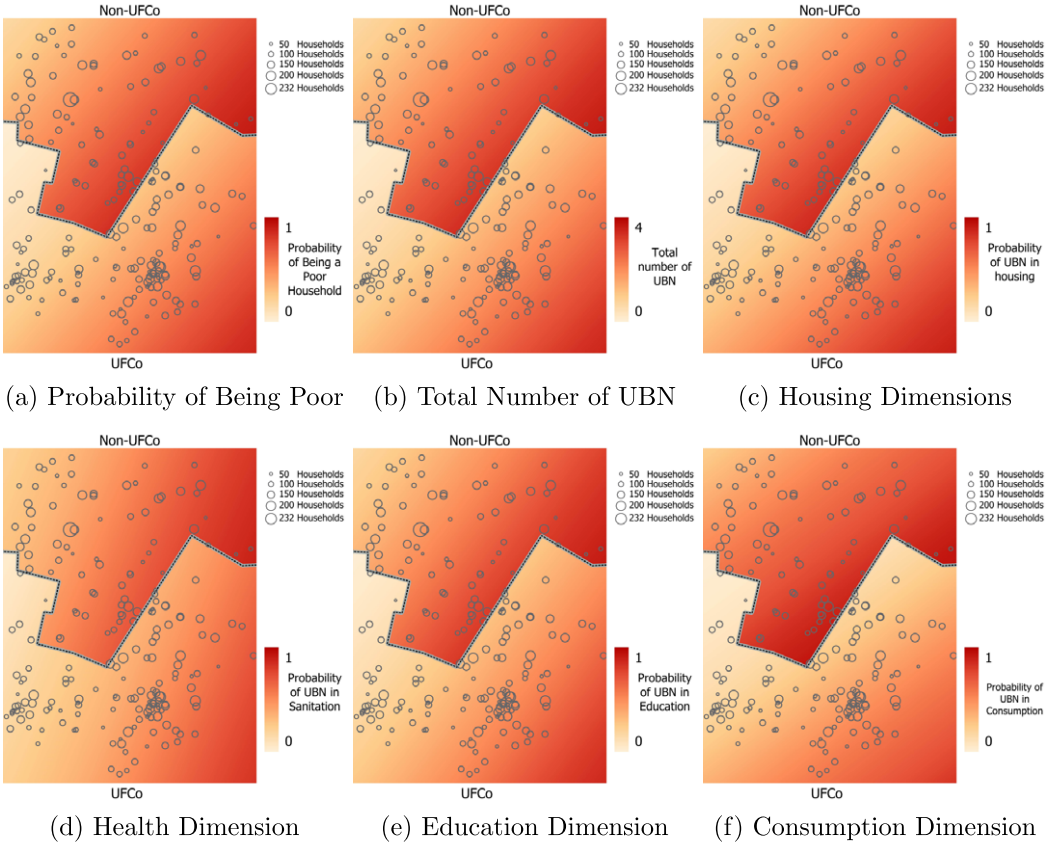 Non-UFCo
50 Households
100 Households
150 Households
200 Households
232 Households
1
Probability
of Being a
Poor
Household
0
UFCo
(a) Probability of Being Poor
Non-UFCo
50 Households
100 Households
150 Households
200 Households
232 Households
4
Total
number of
UBN
0
UFCo
(b) Total Number of UBN
Non-UFCo
50 Households
100 Households
150 Households
200 Households
232 Households
1
Probability
of UBN in
housing
0
UFCo
(c) Housing Dimensions
Non-UFCo
50 Households
100 Households
150 Households
200 Households
232 Households
1
Probability
of UBN in
Sanitation
0
UFCo
(d) Health Dimension
Non-UFCo
50 Households
100 Households
150 Households
200 Households
232 Households
1
Probability
of UBN in
Education
0
UFCo
(e) Education Dimension
Non-UFCo
50 Households
100 Households
150 Households
200 Households
232 Households
1
Probability of
UBN in
Consumption
0
UFCo
(f) Consumption Dimension